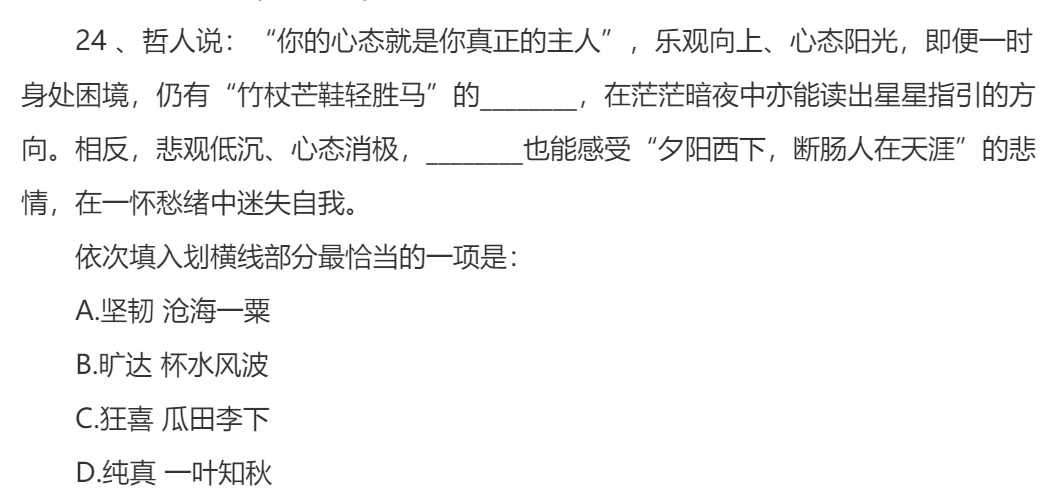 24 、哲人说：“你的心态就是你真正的主人”，乐观向上、心态阳光，即便一时
身处困境，仍有“竹杖芒鞋轻胜马”的________，在茫茫暗夜中亦能读出星星指引的方
向。相反，悲观低沉、心态消极，________也能感受“夕阳西下，断肠人在天涯”的悲
情，在一怀愁绪中迷失自我。
依次填入划横线部分最恰当的一项是：
A.坚韧 沧海一粟
B.旷达 杯水风波
C.狂喜 瓜田李下
D.纯真 一叶知秋